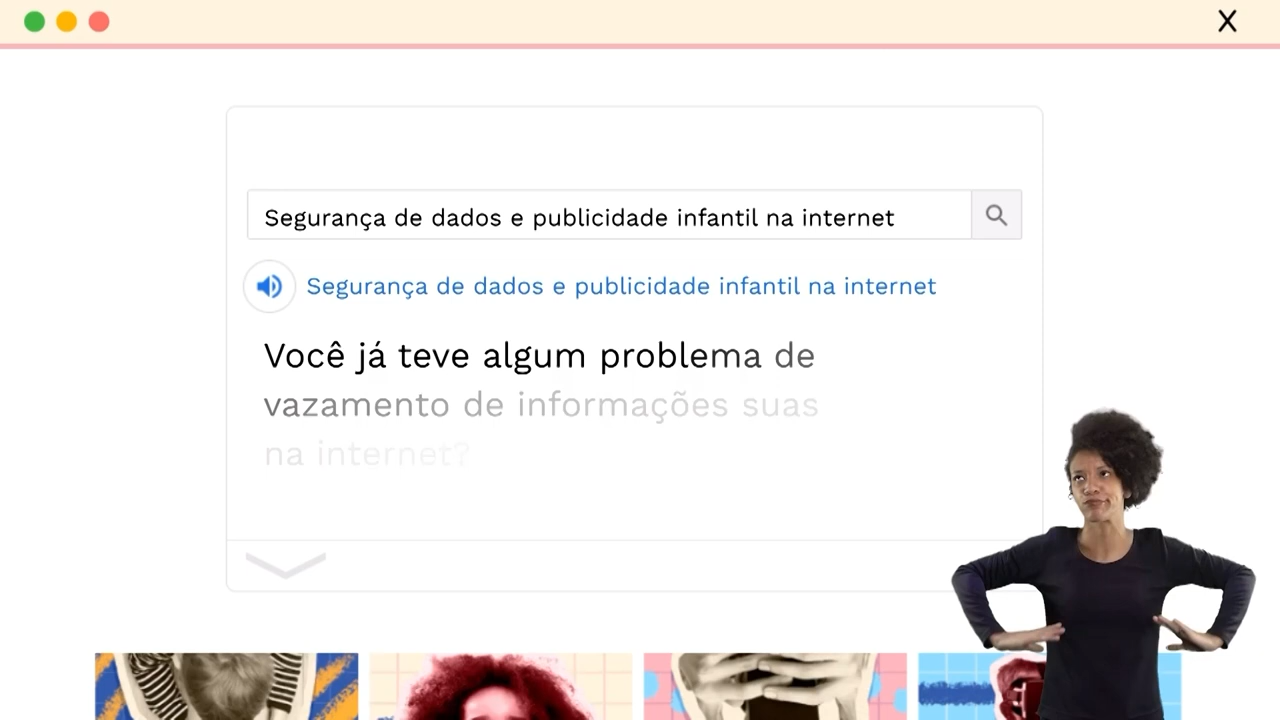 X
Segurança de dados e publicidade infantil na internet
Segurança de dados e publicidade infantil na internet
Você já teve algum problema de
vazamento de informações suas
na internet?